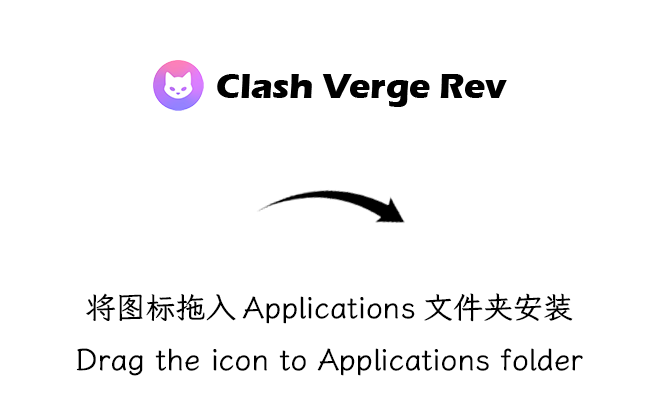 Clash Verge Rev
将图标拖入 Applications 文件夹安装
Drag the icon to Applications folder